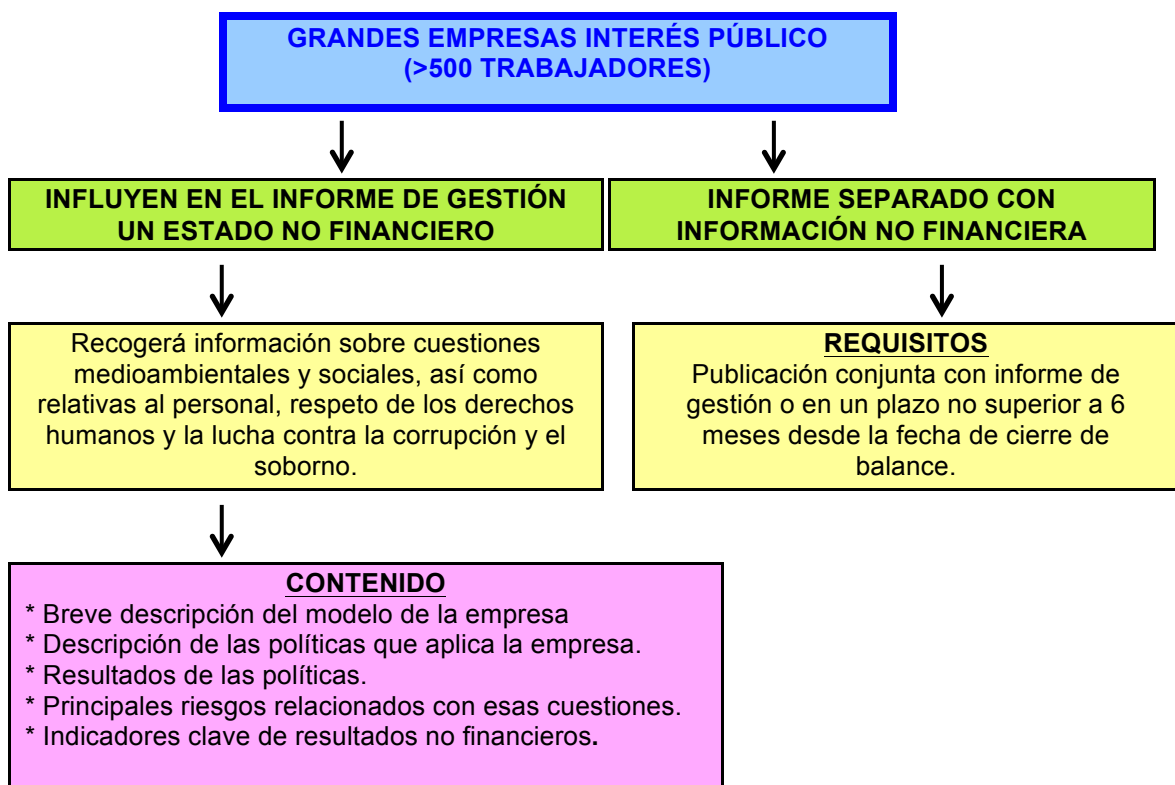 GRANDES EMPRESAS INTERÉS PÚBLICO
(>500 TRABAJADORES)
INFLUYEN EN EL INFORME DE GESTIÓN
UN ESTADO NO FINANCIERO
INFORME SEPARADO CON
INFORMACIÓN NO FINANCIERA
Recogerá información sobre cuestiones
medioambientales y sociales, así como
relativas al personal, respeto de los derechos
humanos y la lucha contra la corrupción y el
soborno.
REQUISITOS
Publicación conjunta con informe de
gestión o en un plazo no superior a 6
meses desde la fecha de cierre de
balance.
CONTENIDO
* Breve descripción del modelo de la empresa
* Descripción de las políticas que aplica la empresa.
* Resultados de las políticas.
* Principales riesgos relacionados con esas cuestiones.
* Indicadores clave de resultados no financieros.